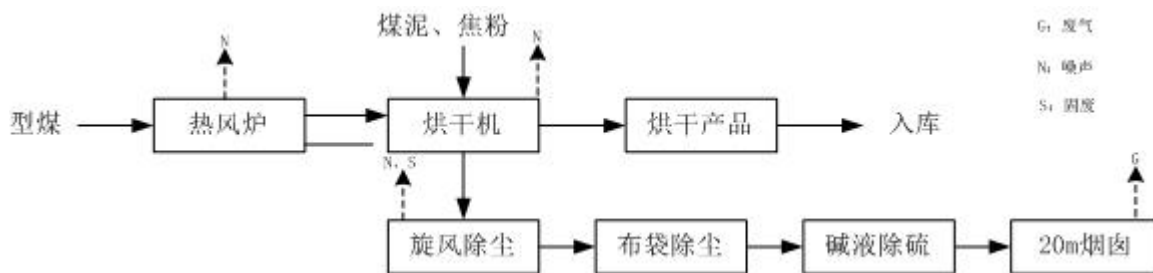 煤泥、焦粉
G：废气
N
N
N：噪声
型煤
热风炉
烘干机
烘干产品
入库
S：固废
N、S
G
旋风除尘
布袋除尘
碱液除硫
20m烟囱